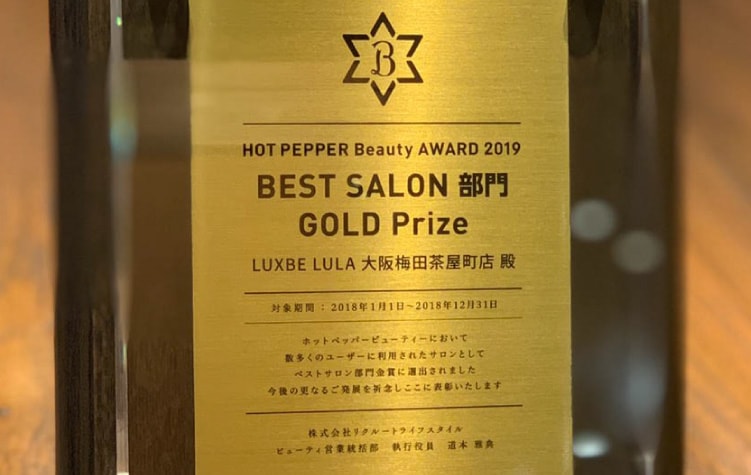 B
HOT PEPPER Beauty AWARD 2019
BEST SALON 部門
GOLD Prize
LUXBE LULA 大阪梅田茶屋町店 殿
対象期間 : 2018年1月1日〜2018年12月31日
ホットペッパービューティーにおいて
数多くのユーザーに利用されたサロンとして
ベストサロン部門金賞に選出されました
今後の更なるご発展を祈念しここに表彰いたします
株式会社リクルートライフスタイル
ビューティ営業統括部 執行役員 道本 雅典